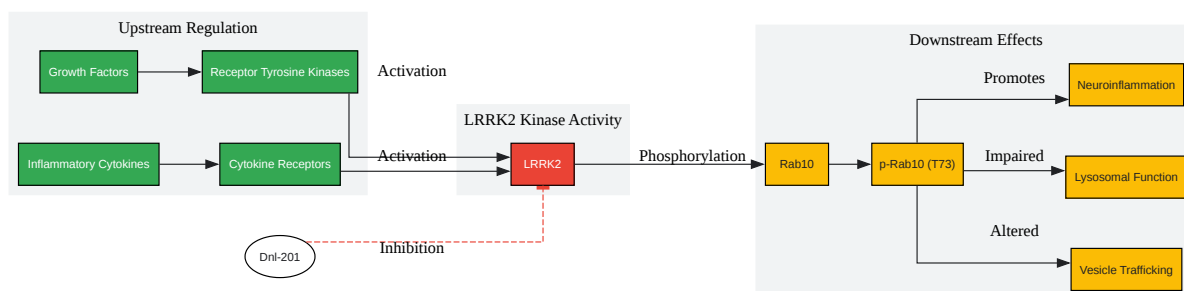 Upstream Regulation
Growth Factors
Receptor Tyrosine Kinases
Activation
Inflammatory Cytokines
Cytokine Receptors
Activation
LRRK2 Kinase Activity
LRRK2
Dnl-201
Inhibition
Phosphorylation
Downstream Effects
Rab10
p-Rab10 (T73)
Promotes
Neuroinflammation
Impaired
Lysosomal Function
Altered
Vesicle Trafficking